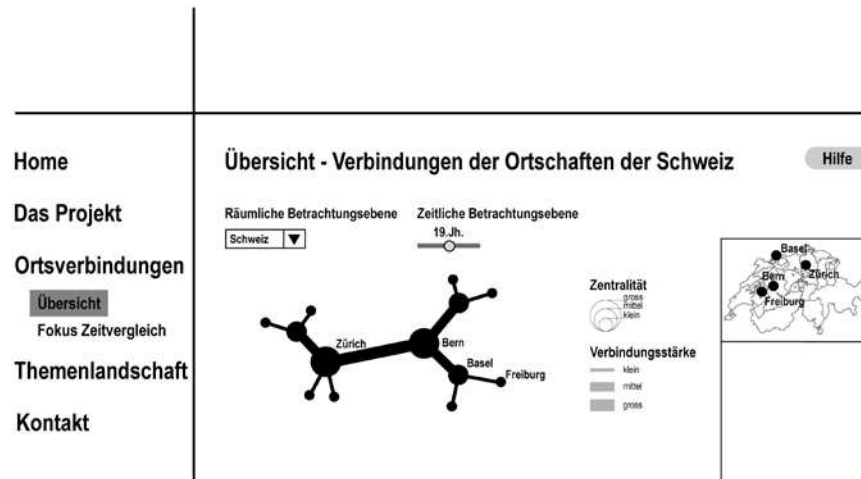 Home
Das Projekt
Ortsverbindungen
Übersicht
Fokus Zeitvergleich
Themenlandschaft
Kontakt
Übersicht - Verbindungen der Ortschaften der Schweiz
Hilfe
Räumliche Betrachtungsebene
Zeitliche Betrachtungsebene
Schweiz
19.Jh.
Zürich
Bern
Basel
Freiburg
Zentralität
gross
mittel
klein
Verbindungsstärke
klein
mittel
gross
Basel
Zürich
Bern
Freiburg